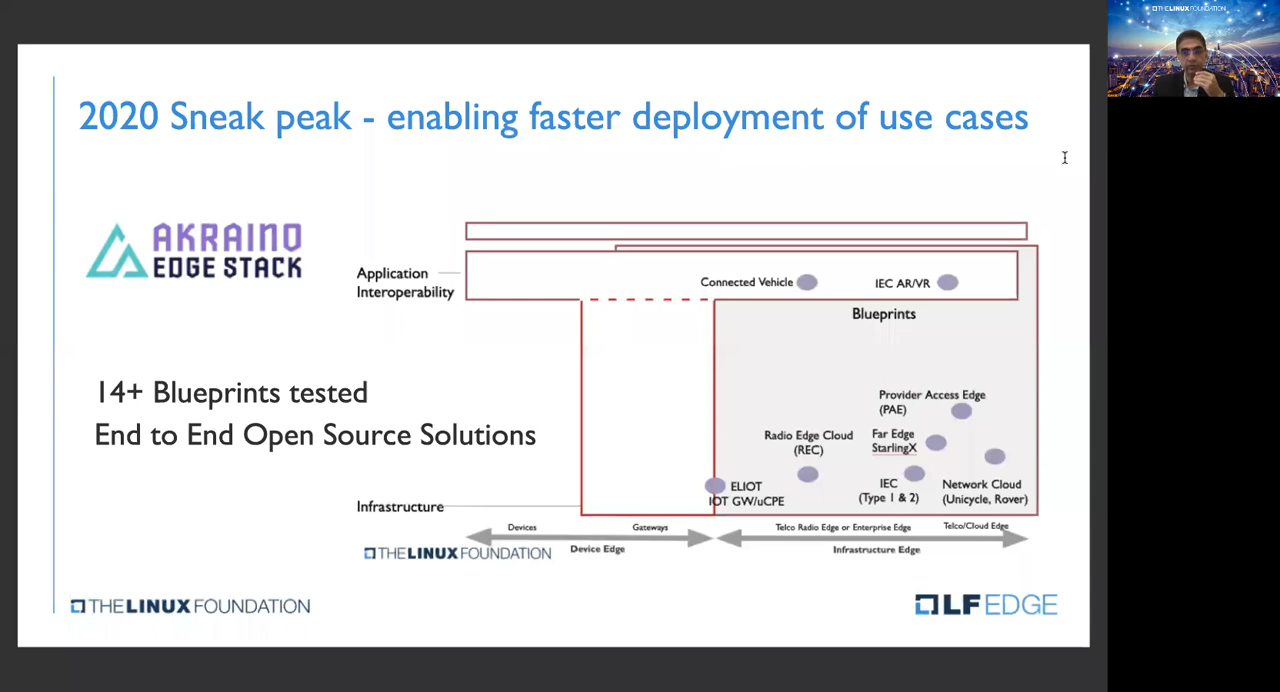 THE LINUX FOUNDATION
2020 Sneak peak - enabling faster deployment of use cases
AKRAINO
EDGE STACK
Application
Interoperability
Connected Vehicle
IEC AR/VR
Blueprints
14+ Blueprints tested
End to End Open Source Solutions
Provider Access Edge
(PAE)
Radio Edge Cloud
(REC)
Far Edge
StarlingX
ELIOT
IOT GW/uCPE
IEC
(Type 1 & 2)
Network Cloud
(Unicycle, Rover)
Infrastructure
Devices
Gateways
Telco Radio Edge or Enterprise Edge
Telco/Cloud Edge
Device Edge
Infrastructure Edge
THE LINUX FOUNDATION
THE LINUX FOUNDATION
LF EDGE